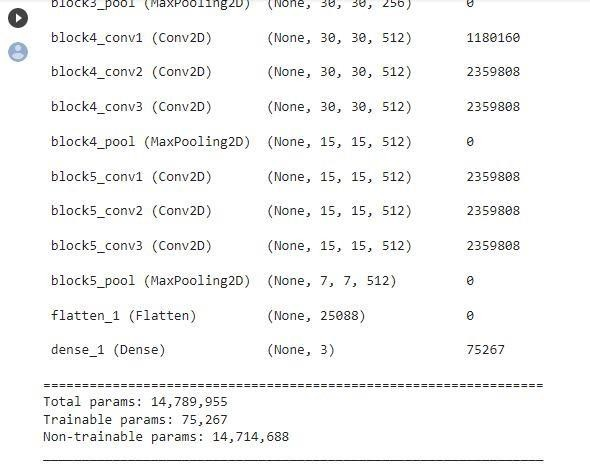 block3_pool (MaxPooling2D) (None, 30, 30, 256) 0
block4_conv1 (Conv2D) (None, 30, 30, 512) 1180160
block4_conv2 (Conv2D) (None, 30, 30, 512) 2359808
block4_conv3 (Conv2D) (None, 30, 30, 512) 2359808
block4_pool (MaxPooling2D) (None, 15, 15, 512) 0
block5_conv1 (Conv2D) (None, 15, 15, 512) 2359808
block5_conv2 (Conv2D) (None, 15, 15, 512) 2359808
block5_conv3 (Conv2D) (None, 15, 15, 512) 2359808
block5_pool (MaxPooling2D) (None, 7, 7, 512) 0
flatten_1 (Flatten) (None, 25088) 0
dense_1 (Dense) (None, 3) 75267
=================================================================
Total params: 14,789,955
Trainable params: 75,267
Non-trainable params: 14,714,688
_________________________________________________________________